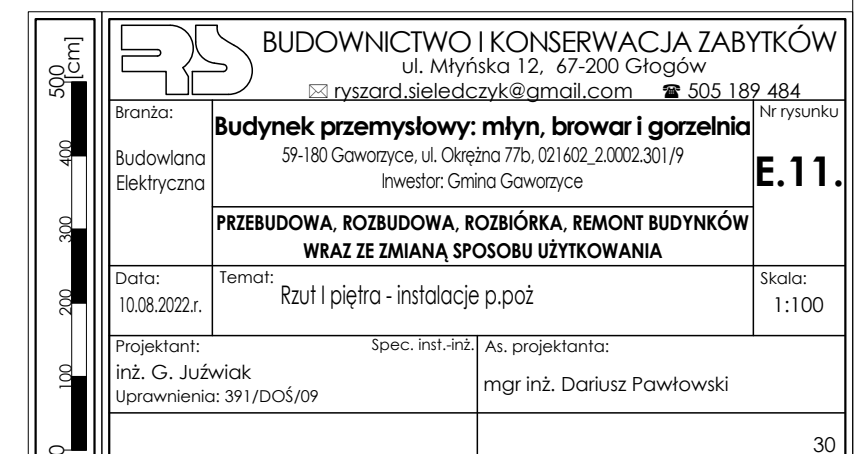 BUDOWNICTWO I KONSERWACJA ZABYTKÓW
ul. Młyńska 12, 67-200 Głogów
✉ ryszard.sieledczyk@gmail.com ☎ 505 189 484
Branża:
Budowlana
Elektryczna
Budynek przemysłowy: młyn, browar i gorzelnia
59-180 Gaworzyce, ul. Okrężna 77b, 021602_2.0002.301/9
Inwestor: Gmina Gaworzyce
Nr rysunku
E.11.
PRZEBUDOWA, ROZBUDOWA, ROZBIÓRKA, REMONT BUDYNKÓW
WRAZ ZE ZMIANĄ SPOSOBU UŻYTKOWANIA
Data:
10.08.2022.r.
Temat:
Rzut I piętra - instalacje p.poż
Skala:
1:100
Projektant: Spec. inst.-inż.
inż. G. Juźwiak
Uprawnienia: 391/DOŚ/09
As. projektanta:
mgr inż. Dariusz Pawłowski
30
500 [cm]
400
300
200
100
0